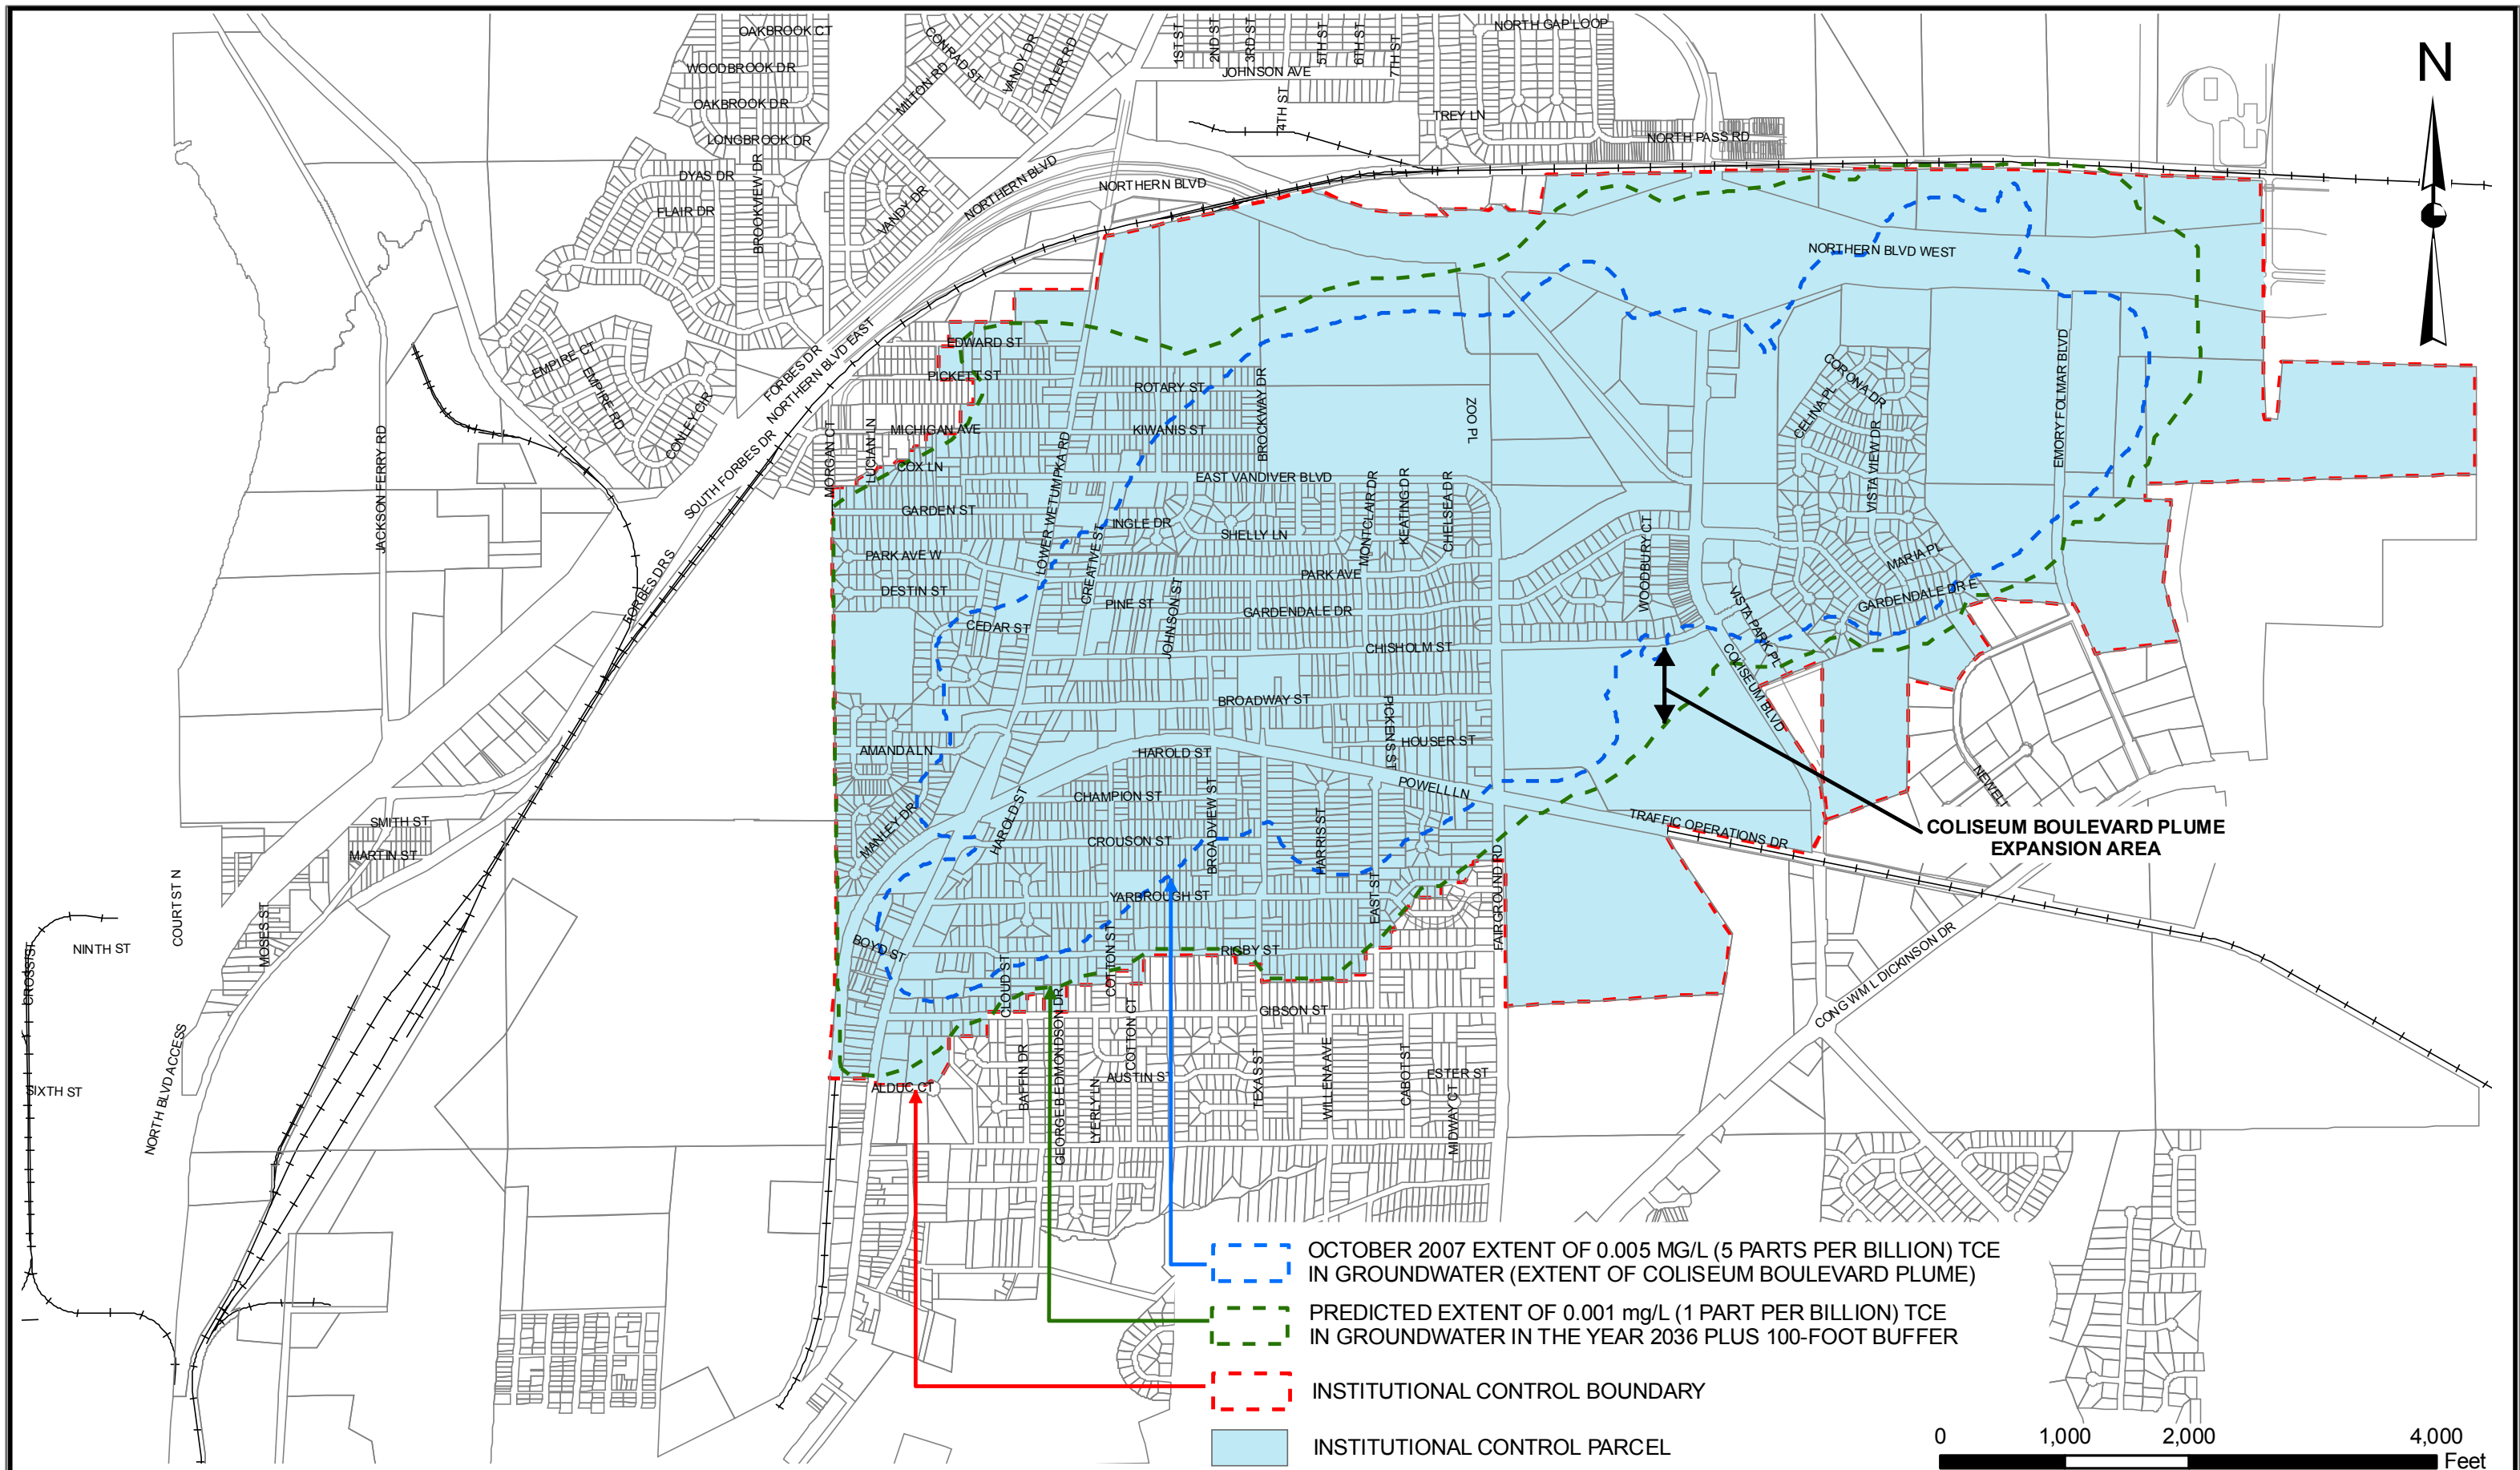 OAKBROOK CT
WOODBROOK DR
OAKBROOK DR
LONGBROOK DR
CONRAD ST
VANDY DR
TYLER RD
MILTON RD
1ST ST
2ND ST
3RD ST
5TH ST
6TH ST
7TH ST
JOHNSON AVE
4TH ST
NORTH GAP LOOP
TREY LN
NORTH PASS RD
N
DYAS DR
FLAIR DR
BROOKVIEW DR
VANDY DR
NORTHERN BLVD
NORTHERN BLVD
NORTHERN BLVD WEST
EMPIRE CT
EMPIRE RD
CONLEY CIR
FORBES DR
NORTHERN BLVD EAST
SOUTH FORBES DR
FORBES DR S
JACKSON FERRY RD
EDWARD ST
PICKETT ST
MICHIGAN AVE
LUCIAN LN
MORGAN CT
COX LN
GARDEN ST
PARK AVE W
DESTIN ST
CEDAR ST
LOWER WETUMPKA RD
CREATIVE ST
ROTARY ST
KIWANIS ST
BROCKWAY DR
EAST VANDIVER BLVD
INGLE DR
SHELLY LN
MONTCLAIR DR
KEATING DR
CHELSEA DR
ZOO PL
PARK AVE
PINE ST
JOHNSON ST
GARDENDALE DR
CHISHOLM ST
WOODBURY CT
CORONA DR
CELINA PL
VISTA VIEW DR
EMORY FOLMAR BLVD
MARIA PL
GARDENDALE DR E
VISTA PARK PL
COLISEUM BLVD
BROADWAY ST
PICKENS ST
HOUSER ST
HAROLD ST
AMANDA LN
MANLEY DR
HAROLD ST
CHAMPION ST
CROUSON ST
BROADVIEW ST
HARRIS ST
POWELL LN
TRAFFIC OPERATIONS DR
NEWELL
COLISEUM BOULEVARD PLUME
EXPANSION AREA
SMITH ST
MARTIN ST
COURT ST N
MOSES ST
CROSS ST
NINTH ST
SIXTH ST
NORTH BLVD ACCESS
YARBROUGH ST
EAST ST
FAIRGROUND RD
BOYD ST
CLOUD ST
COTTON ST
RIGBY ST
GIBSON ST
CONG WM L DICKINSON DR
ALDUC CT
BAFFIN DR
GEORGE B EDMONDSON DR
LYERLY LN
COTTON CT
AUSTIN ST
TEXAS ST
WILLENA AVE
CABOT ST
ESTER ST
MIDWAY CT
OCTOBER 2007 EXTENT OF 0.005 MG/L (5 PARTS PER BILLION) TCE
IN GROUNDWATER (EXTENT OF COLISEUM BOULEVARD PLUME)
PREDICTED EXTENT OF 0.001 mg/L (1 PART PER BILLION) TCE
IN GROUNDWATER IN THE YEAR 2036 PLUS 100-FOOT BUFFER
INSTITUTIONAL CONTROL BOUNDARY
INSTITUTIONAL CONTROL PARCEL
0 1,000 2,000 4,000
Feet